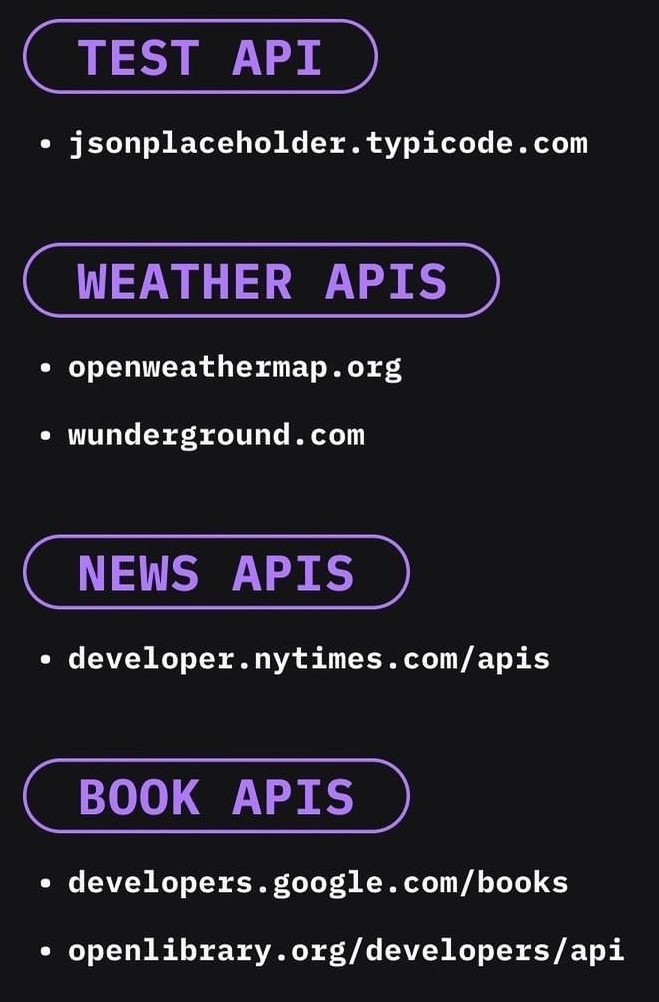 TEST API
• jsonplaceholder.typicode.com
WEATHER APIS
• openweathermap.org
• wunderground.com
NEWS APIS
• developer.nytimes.com/apis
BOOK APIS
• developers.google.com/books
• openlibrary.org/developers/api